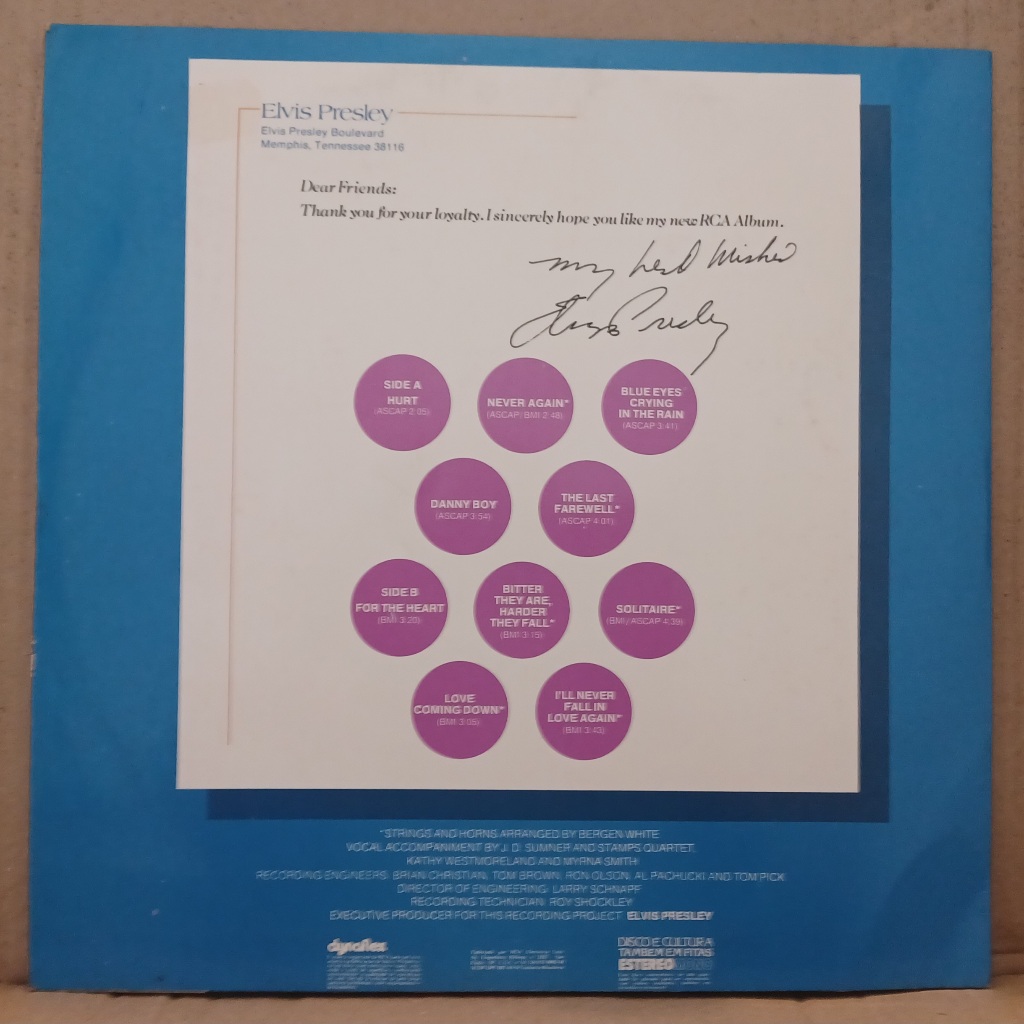 Elvis Presley
Elvis Presley Boulevard
Memphis, Tennessee 38116
Dear Friends:
Thank you for your loyalty. I sincerely hope you like my new RCA Album.
my best Wishes
Elvis Presley
SIDE A
HURT
(ASCAP 2:05)
NEVER AGAIN*
(ASCAP/BMI 2:48)
BLUE EYES
CRYING
IN THE RAIN
(ASCAP 3:41)
DANNY BOY
(ASCAP 3:54)
THE LAST
FAREWELL*
(ASCAP 4:01)
SIDE B
FOR THE HEART
(BMI 3:20)
BITTER
THEY ARE,
HARDER
THEY FALL*
(BMI 3:15)
SOLITAIRE*
(BMI/ASCAP 4:39)
LOVE
COMING DOWN*
(BMI 3:05)
I'LL NEVER
FALL IN
LOVE AGAIN*
(BMI 3:43)
*STRINGS AND HORNS ARRANGED BY BERGEN WHITE
VOCAL ACCOMPANIMENT BY J. D. SUMNER AND STAMPS QUARTET,
KATHY WESTMORELAND AND MYRNA SMITH
RECORDING ENGINEERS: BRIAN CHRISTIAN, TOM BROWN, RON OLSON, AL PACHUCKI AND TOM PICK
DIRECTOR OF ENGINEERING: LARRY SCHNAPF
RECORDING TECHNICIAN: ROY SHOCKLEY
EXECUTIVE PRODUCER FOR THIS RECORDING PROJECT: ELVIS PRESLEY
dynaflex
DISCO É CULTURA
TAMBÉM EM FITAS
ESTEREO